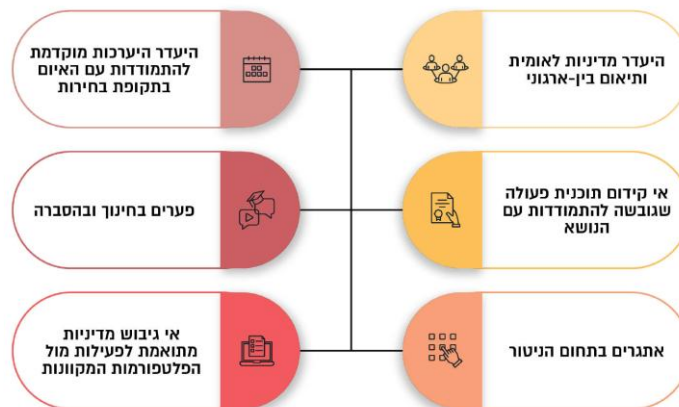 היעדר מדיניות לאומית
ותיאום בין-ארגוני
אי קידום תוכנית פעולה
שגובשה להתמודדות עם
הנושא
אתגרים בתחום הניטור
היעדר היערכות מוקדמת
להתמודדות עם האיום
בתקופת בחירות
פערים בחינוך ובהסברה
אי גיבוש מדיניות
מתואמת לפעילות מול
הפלטפורמות המקוונות